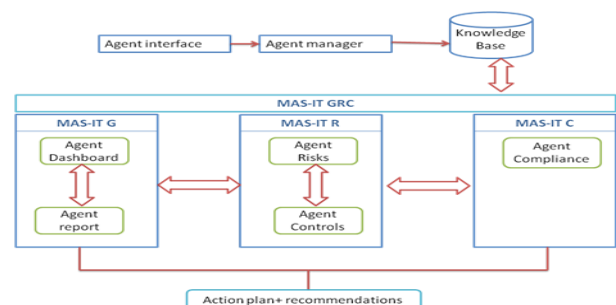 Knowledge
Base
Agent interface
Agent manager
MAS-IT GRC
MAS-IT G
MAS-IT R
MAS-IT C
Agent
Dashboard
Agent
Risks
Agent
Compliance
Agent
report
Agent
Controls
Action plan+ recommendations